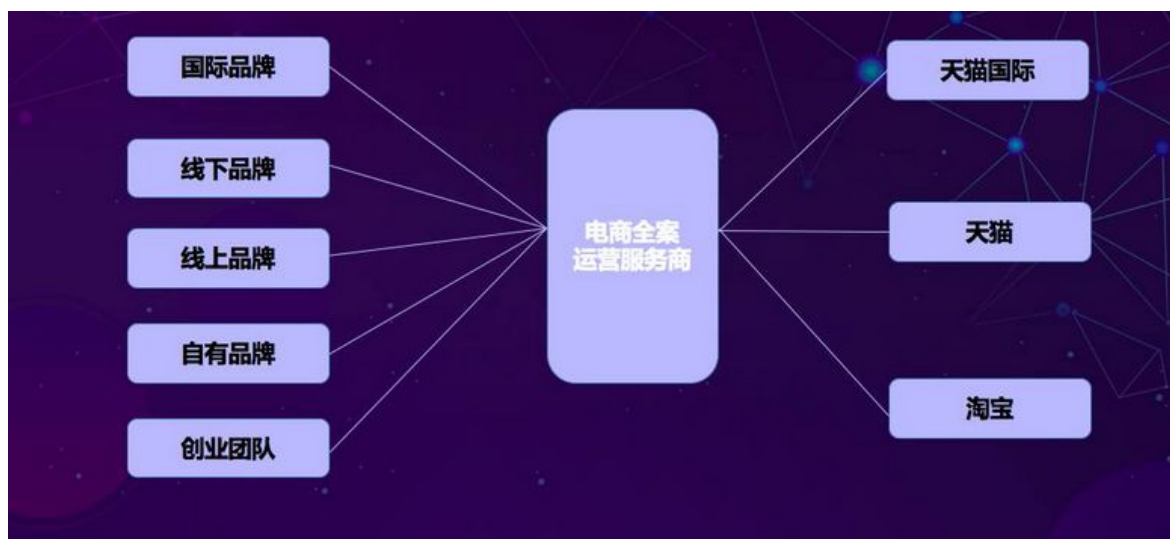 国际品牌
线下品牌
线上品牌
自有品牌
创业团队
电商全案
运营服务商
天猫国际
天猫
淘宝